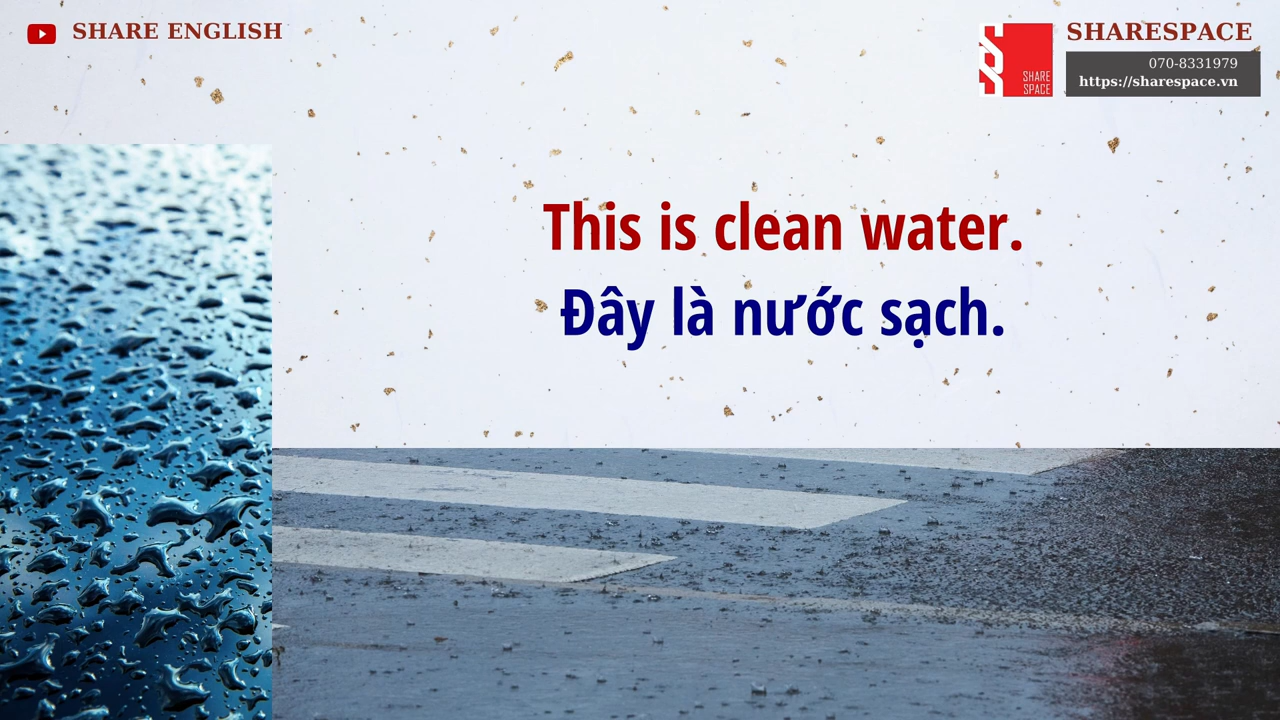 SHARE ENGLISH
SHARESPACE
070-8331979
https://sharespace.vn
SHARE
SPACE
This is clean water.
Đây là nước sạch.